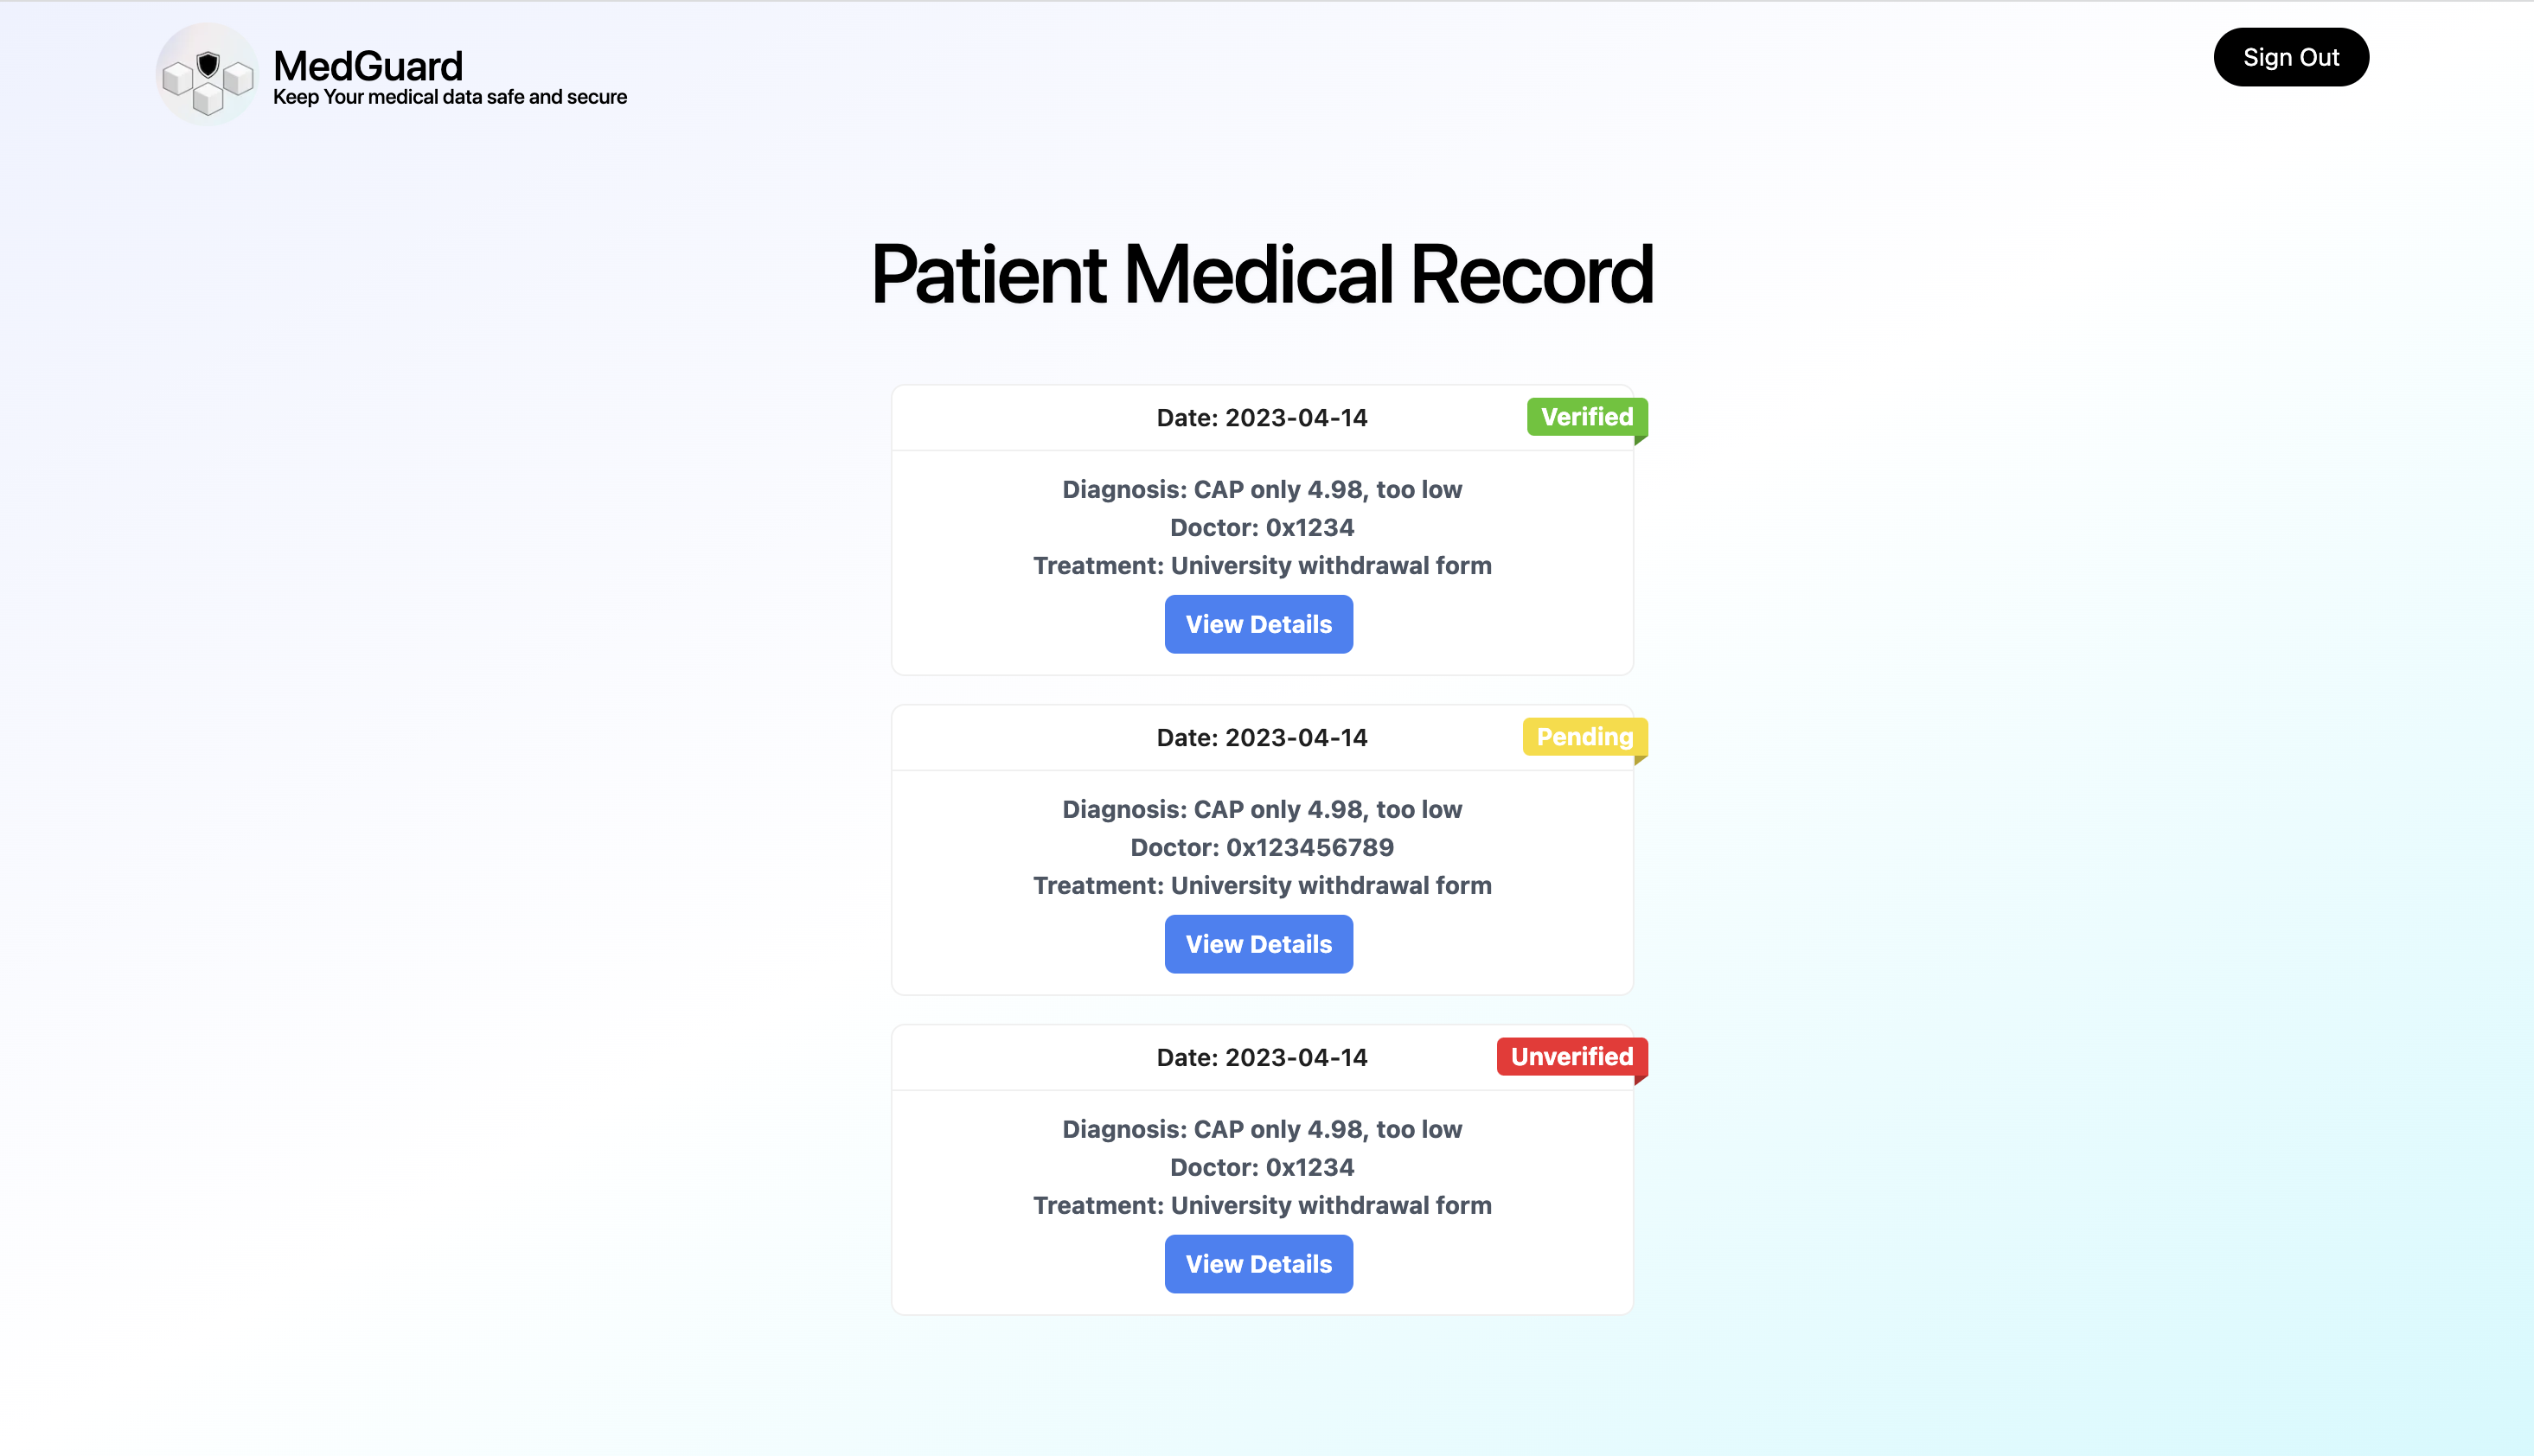 MedGuard
Keep Your medical data safe and secure
Sign Out
Patient Medical Record
Date: 2023-04-14
Verified
Diagnosis: CAP only 4.98, too low
Doctor: 0x1234
Treatment: University withdrawal form
View Details
Date: 2023-04-14
Pending
Diagnosis: CAP only 4.98, too low
Doctor: 0x123456789
Treatment: University withdrawal form
View Details
Date: 2023-04-14
Unverified
Diagnosis: CAP only 4.98, too low
Doctor: 0x1234
Treatment: University withdrawal form
View Details